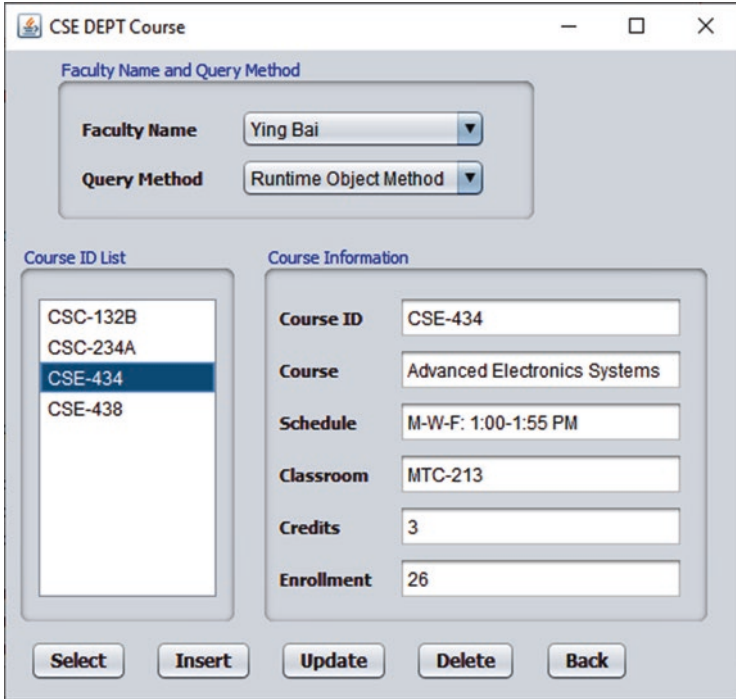 CSE DEPT Course
Faculty Name and Query Method
Faculty Name Ying Bai
Query Method Runtime Object Method
Course ID List
CSC-132B
CSC-234A
CSE-434
CSE-438
Course Information
Course ID CSE-434
Course Advanced Electronics Systems
Schedule M-W-F: 1:00-1:55 PM
Classroom MTC-213
Credits 3
Enrollment 26
Select Insert Update Delete Back